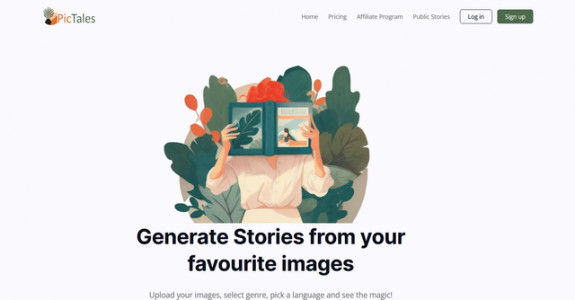 PicTales
Home Pricing Affiliate Program Public Stories Log in Sign up
Generate Stories from your
favourite images
Upload your images, select genre, pick a language and see the magic!